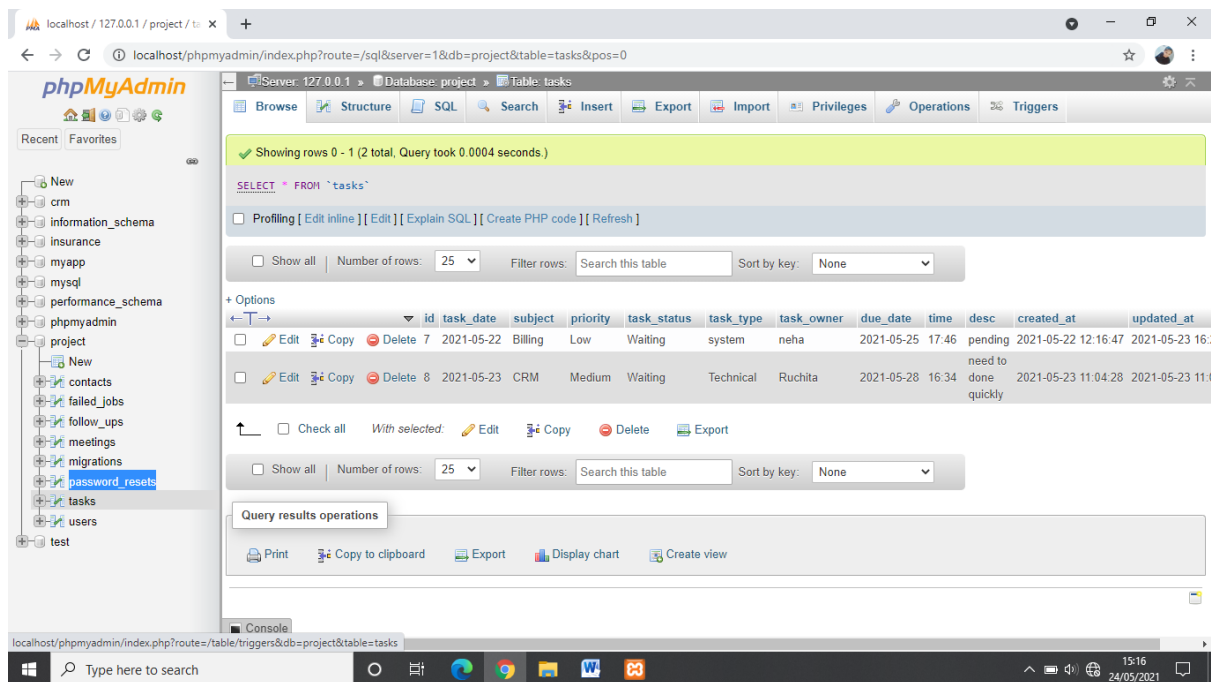 localhost / 127.0.0.1 / project / ta
localhost/phpmyadmin/index.php?route=/sql&server=1&db=project&table=tasks&pos=0
phpMyAdmin
Recent Favorites
New
crm
information_schema
insurance
myapp
mysql
performance_schema
phpmyadmin
project
New
contacts
failed_jobs
follow_ups
meetings
migrations
password_resets
tasks
users
test
Server: 127.0.0.1 » Database: project » Table: tasks
Browse Structure SQL Search Insert Export Import Privileges Operations Triggers
Showing rows 0 - 1 (2 total, Query took 0.0004 seconds.)
SELECT * FROM `tasks`
Profiling [ Edit inline ] [ Edit ] [ Explain SQL ] [ Create PHP code ] [ Refresh ]
Show all | Number of rows: 25 Filter rows: Search this table Sort by key: None
+ Options
←T→ id task_date subject priority task_status task_type task_owner due_date time desc created_at updated_at
Edit Copy Delete 7 2021-05-22 Billing Low Waiting system neha 2021-05-25 17:46 pending 2021-05-22 12:16:47 2021-05-23 16:
Edit Copy Delete 8 2021-05-23 CRM Medium Waiting Technical Ruchita 2021-05-28 16:34 need to done quickly 2021-05-23 11:04:28 2021-05-23 11:
Check all With selected: Edit Copy Delete Export
Show all | Number of rows: 25 Filter rows: Search this table Sort by key: None
Query results operations
Print Copy to clipboard Export Display chart Create view
Console
localhost/phpmyadmin/index.php?route=/table/triggers&db=project&table=tasks
Type here to search
15:16
24/05/2021